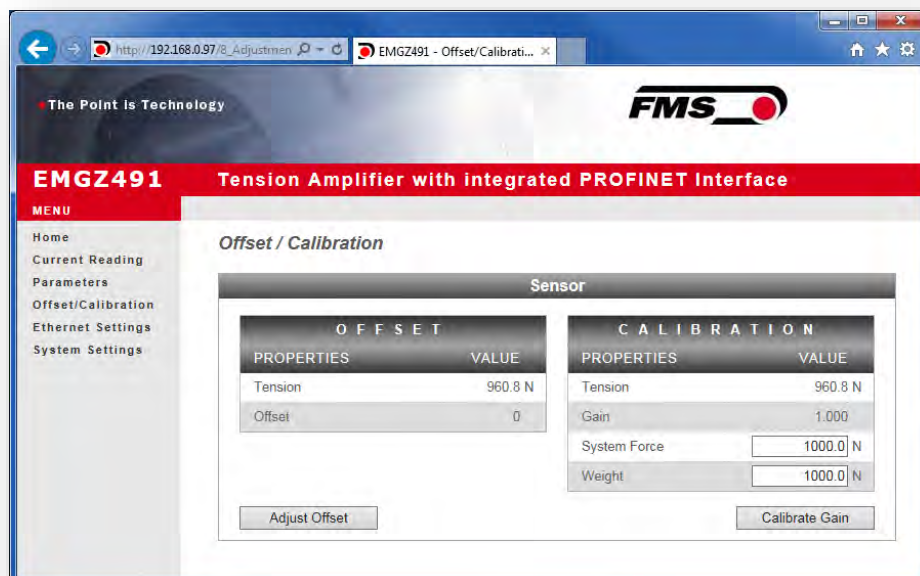 http://192.168.0.97/8_Adjustmen
EMGZ491 - Offset/Calibrati...
The Point is Technology
FMS
EMGZ491
Tension Amplifier with integrated PROFINET Interface
MENU
Home
Current Reading
Parameters
Offset/Calibration
Ethernet Settings
System Settings
Offset / Calibration
Sensor
OFFSET
PROPERTIES VALUE
Tension 960.8 N
Offset 0
CALIBRATION
PROPERTIES VALUE
Tension 960.8 N
Gain 1.000
System Force 1000.0 N
Weight 1000.0 N
Adjust Offset
Calibrate Gain